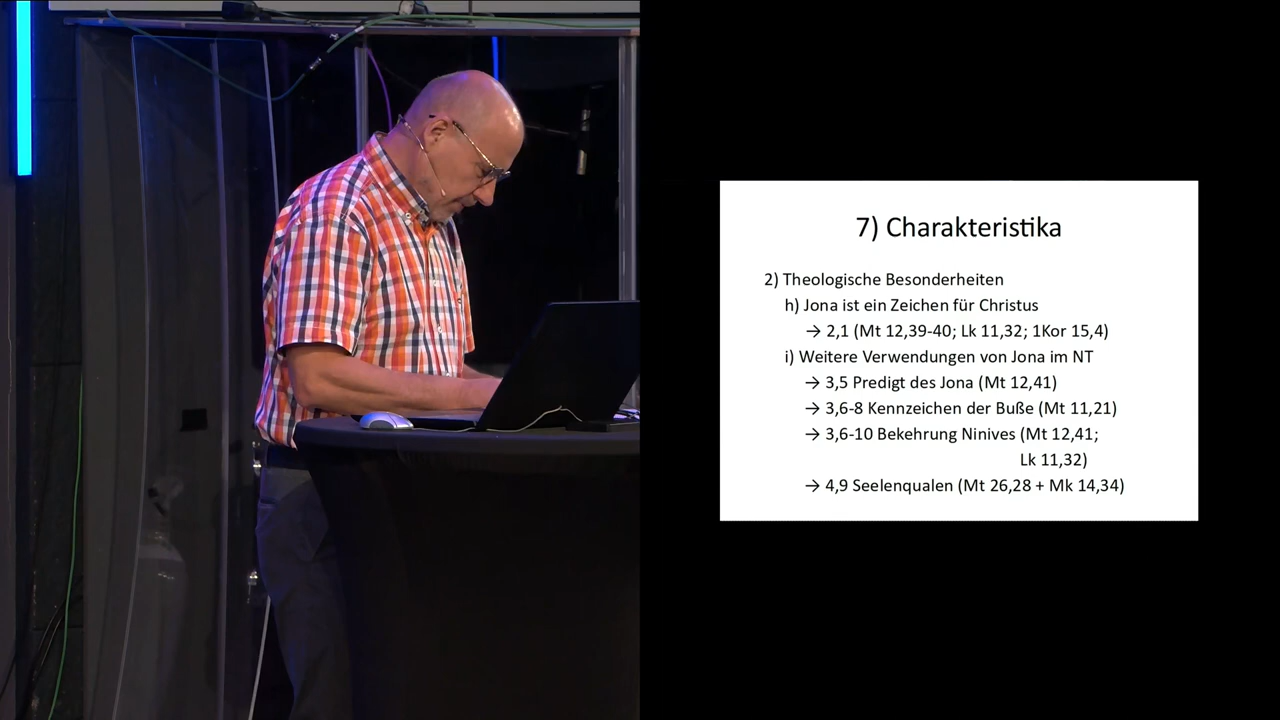 7) Charakteristika
2) Theologische Besonderheiten
h) Jona ist ein Zeichen für Christus
→ 2,1 (Mt 12,39-40; Lk 11,32; 1Kor 15,4)
i) Weitere Verwendungen von Jona im NT
→ 3,5 Predigt des Jona (Mt 12,41)
→ 3,6-8 Kennzeichen der Buße (Mt 11,21)
→ 3,6-10 Bekehrung Ninives (Mt 12,41;
Lk 11,32)
→ 4,9 Seelenqualen (Mt 26,28 + Mk 14,34)